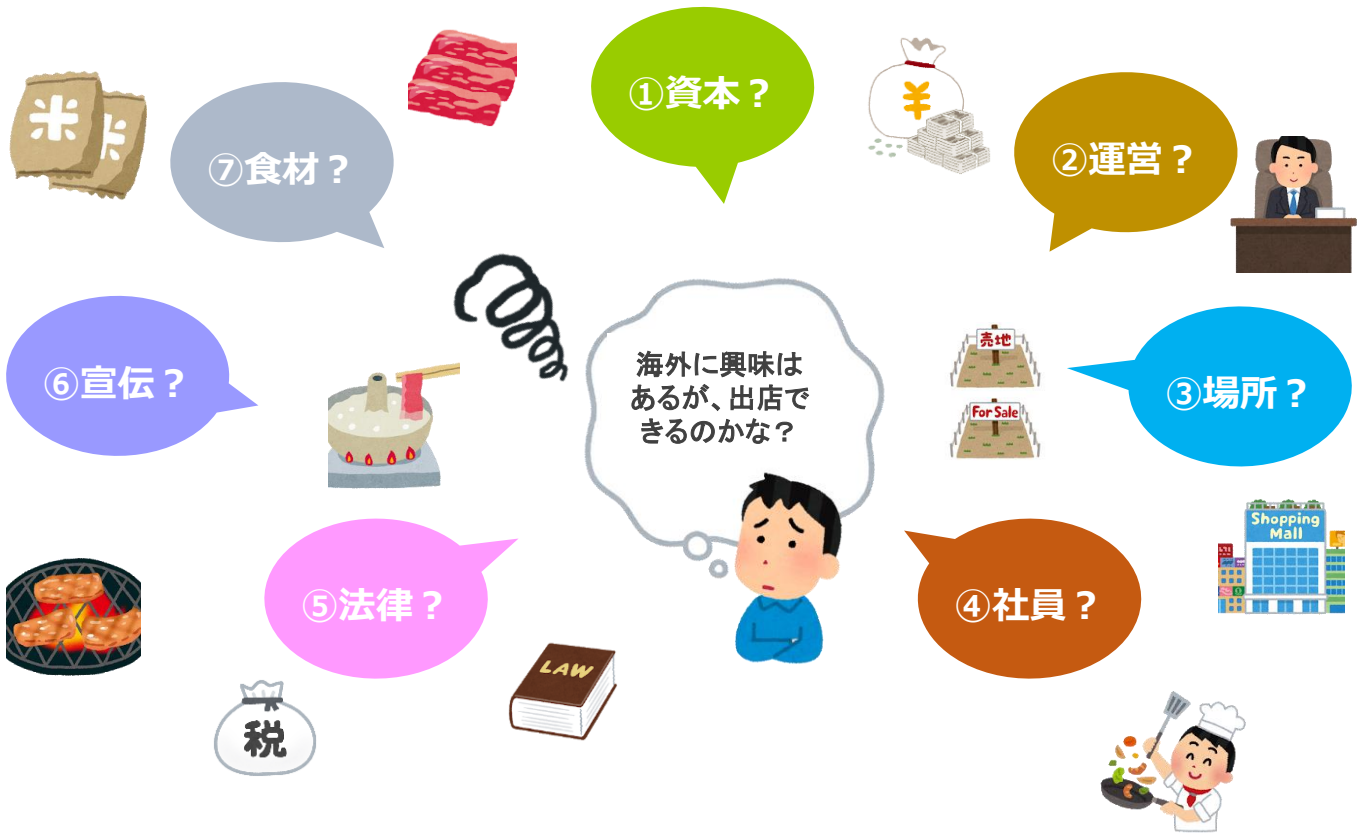 ①資本？
¥
②運営？
③場所？
売地
For Sale
Shopping
Mall
④社員？
⑤法律？
LAW
税
⑥宣伝？
⑦食材？
米
米
海外に興味は
あるが、出店で
きるのかな？